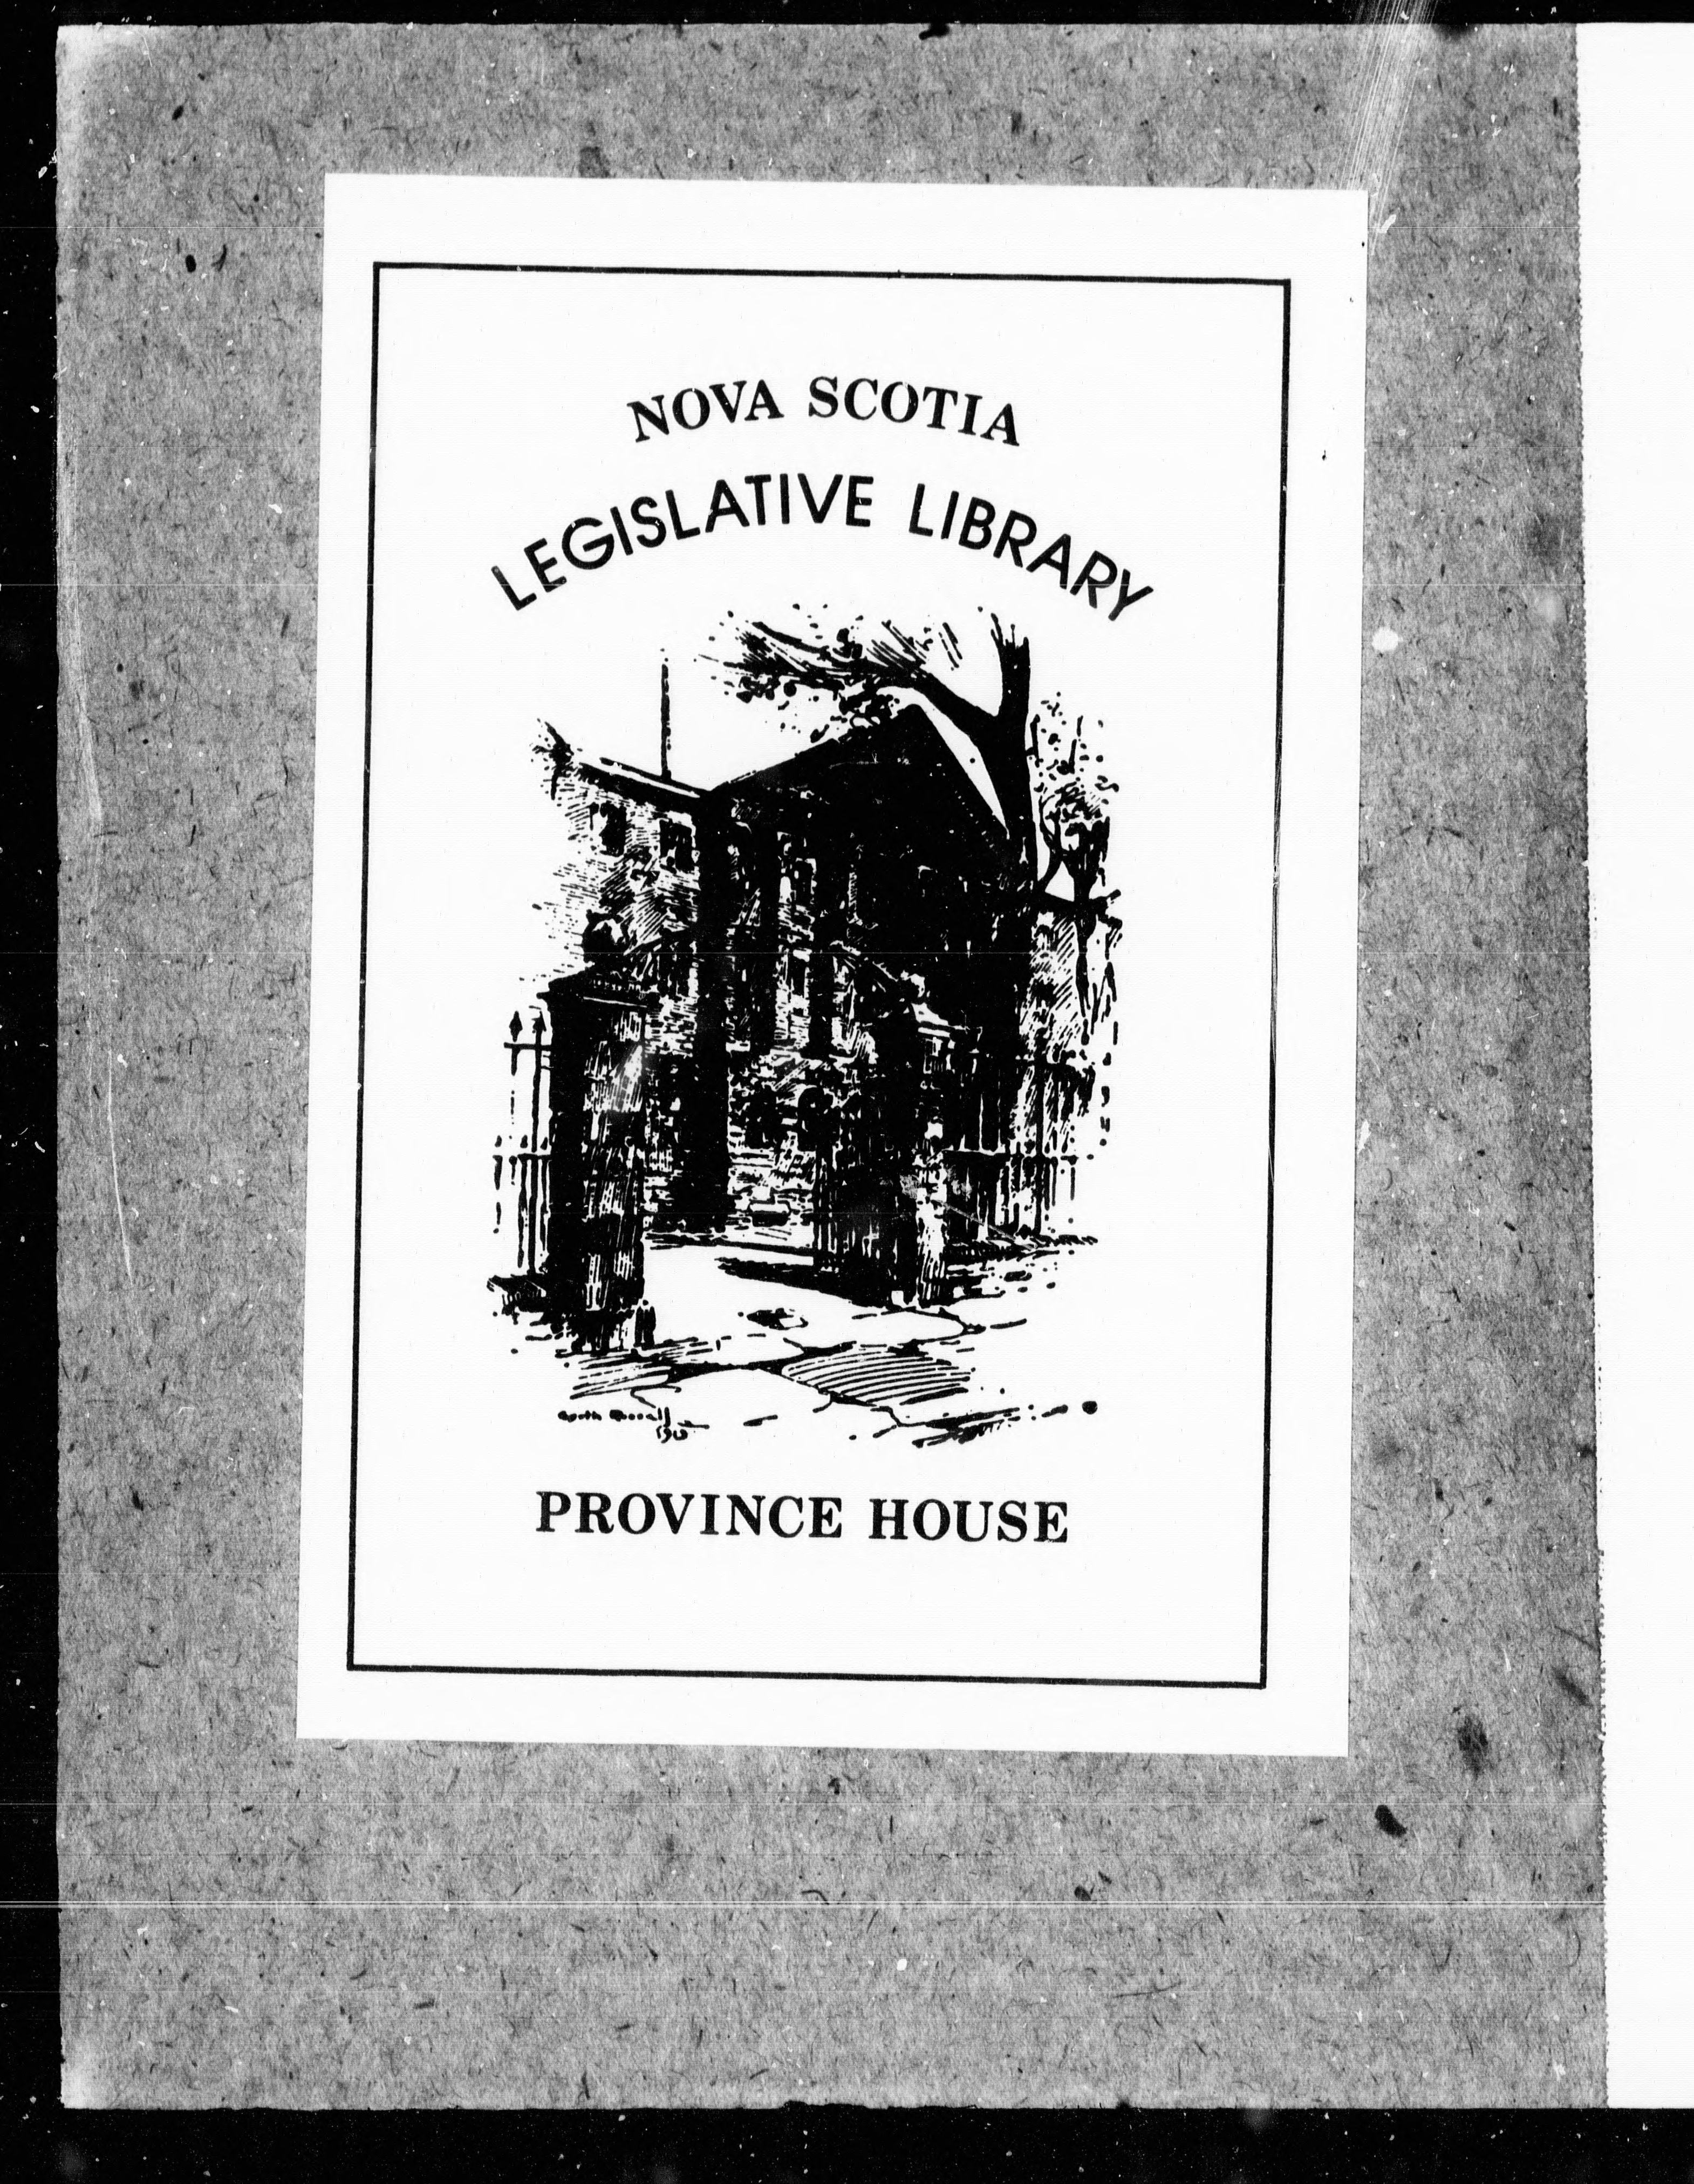 NOVA SCOTIA
LEGISLATIVE LIBRARY
PROVINCE HOUSE